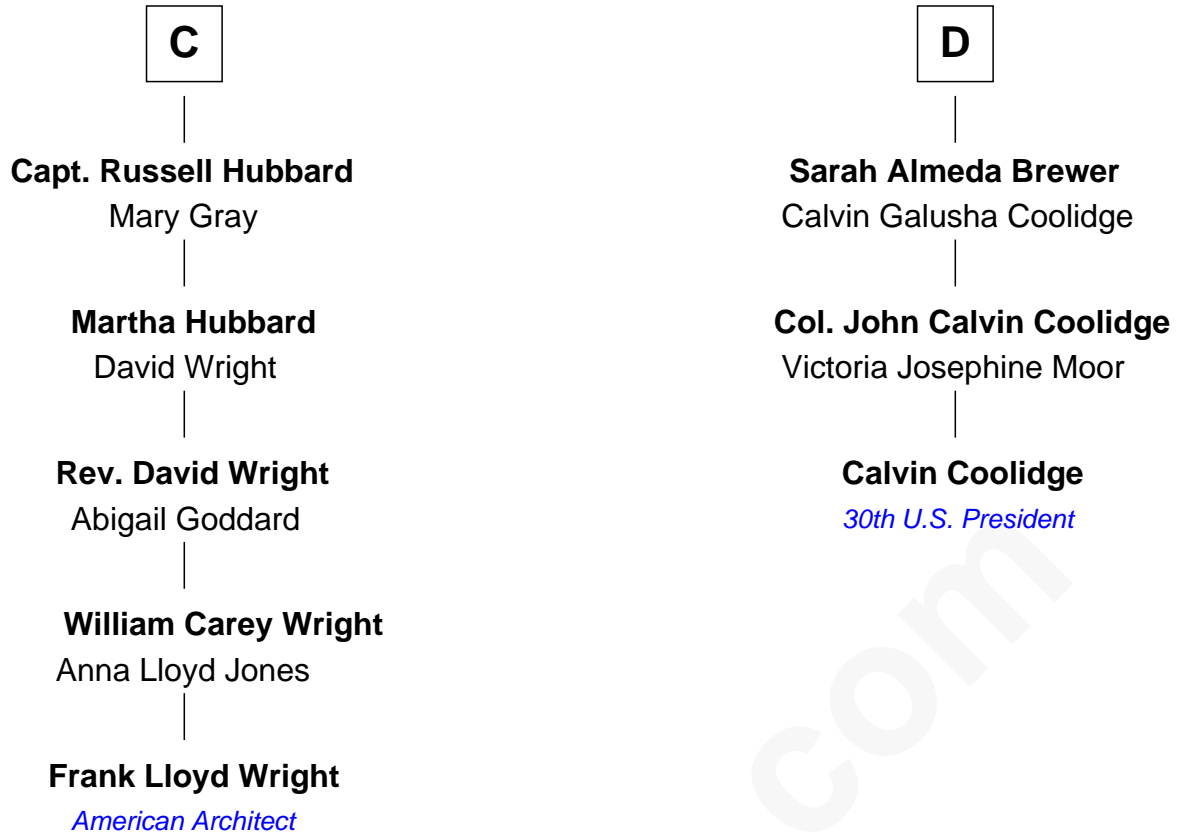 C
Capt. Russell Hubbard
Mary Gray
Martha Hubbard
David Wright
Rev. David Wright
Abigail Goddard
William Carey Wright
Anna Lloyd Jones
Frank Lloyd Wright
American Architect
D
Sarah Almeda Brewer
Calvin Galusha Coolidge
Col. John Calvin Coolidge
Victoria Josephine Moor
Calvin Coolidge
30th U.S. President
com